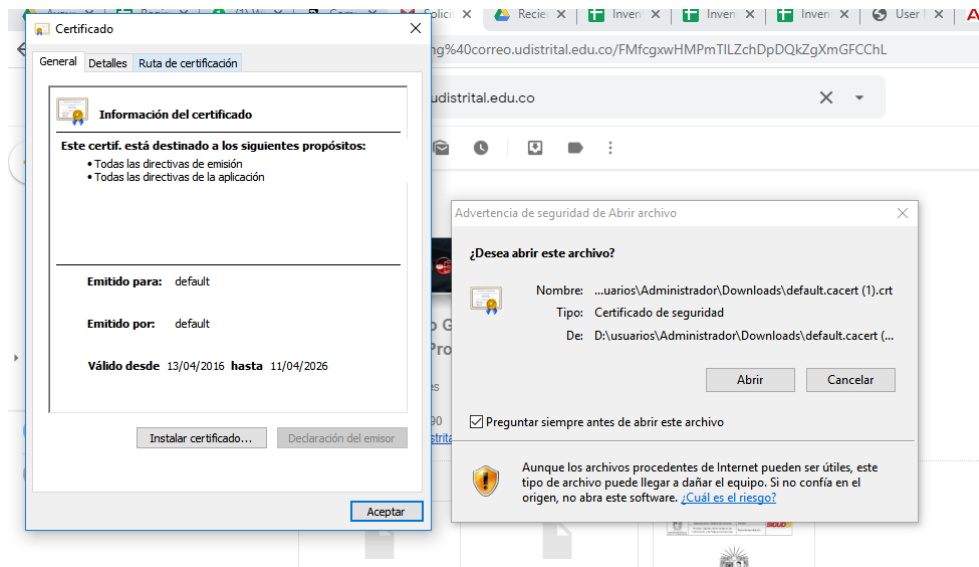 Certificado
General Detalles Ruta de certificación
Información del certificado
Este certif. está destinado a los siguientes propósitos:
• Todas las directivas de emisión
• Todas las directivas de la aplicación
Emitido para: default
Emitido por: default
Válido desde 13/04/2016 hasta 11/04/2026
Instalar certificado... Declaración del emisor
Aceptar
Recie
Inven
Inven
Inven
User
ng%40correo.udistrital.edu.co/FMfcgxwHMPmTlLZchDpDQkZgXmGFCChL
udistrital.edu.co
Advertencia de seguridad de Abrir archivo
¿Desea abrir este archivo?
Nombre: ...uarios\Administrador\Downloads\default.cacert (1).crt
Tipo: Certificado de seguridad
De: D:\usuarios\Administrador\Downloads\default.cacert (...
Abrir Cancelar
Preguntar siempre antes de abrir este archivo
Aunque los archivos procedentes de Internet pueden ser útiles, este
tipo de archivo puede llegar a dañar el equipo. Si no confía en el
origen, no abra este software. ¿Cuál es el riesgo?